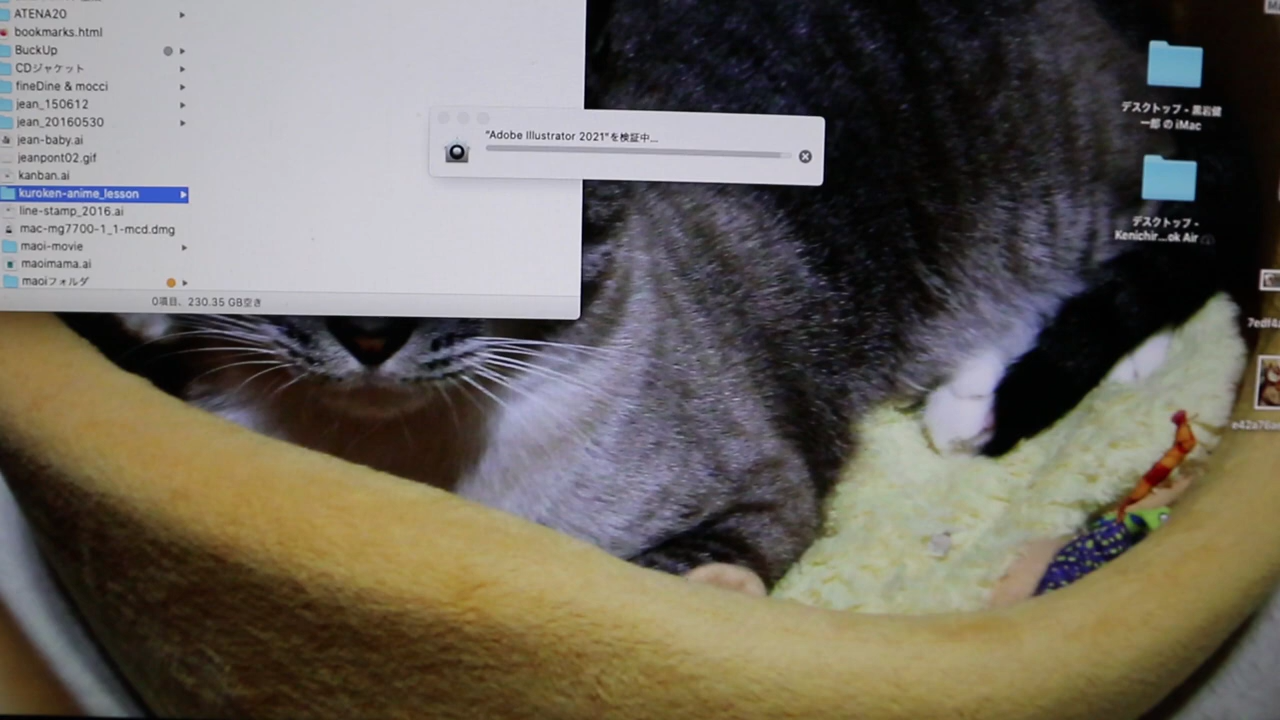 ATENA20
bookmarks.html
BuckUp
CDジャケット
fineDine & mocci
jean_150612
jean_20160530
jean-baby.ai
jeanpont02.gif
kanban.ai
kuroken-anime_lesson
line-stamp_2016.ai
mac-mg7700-1_1-mcd.dmg
maoi-movie
maoimama.ai
maoiフォルダ
0項目、230.35 GB空き
"Adobe Illustrator 2021"を検証中...
デスクトップ - 黒岩健
一郎 の iMac
デスクトップ -
Kenichir...ok Air